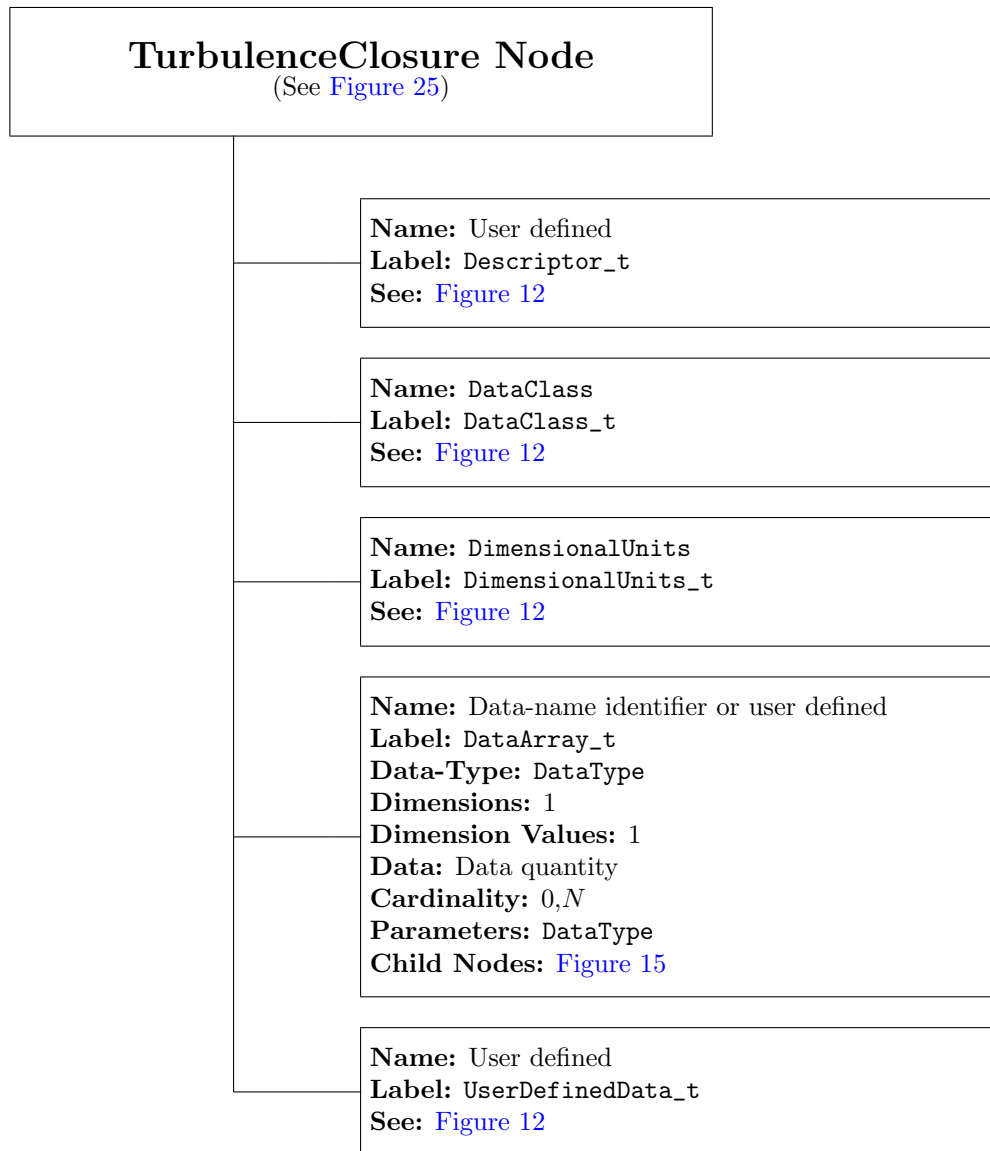 TurbulenceClosure Node
(See Figure 25)
Name: User defined
Label: Descriptor_t
See: Figure 12
Name: DataClass
Label: DataClass_t
See: Figure 12
Name: DimensionalUnits
Label: DimensionalUnits_t
See: Figure 12
Name: Data-name identifier or user defined
Label: DataArray_t
Data-Type: DataType
Dimensions: 1
Dimension Values: 1
Data: Data quantity
Cardinality: 0,N
Parameters: DataType
Child Nodes: Figure 15
Name: User defined
Label: UserDefinedData_t
See: Figure 12